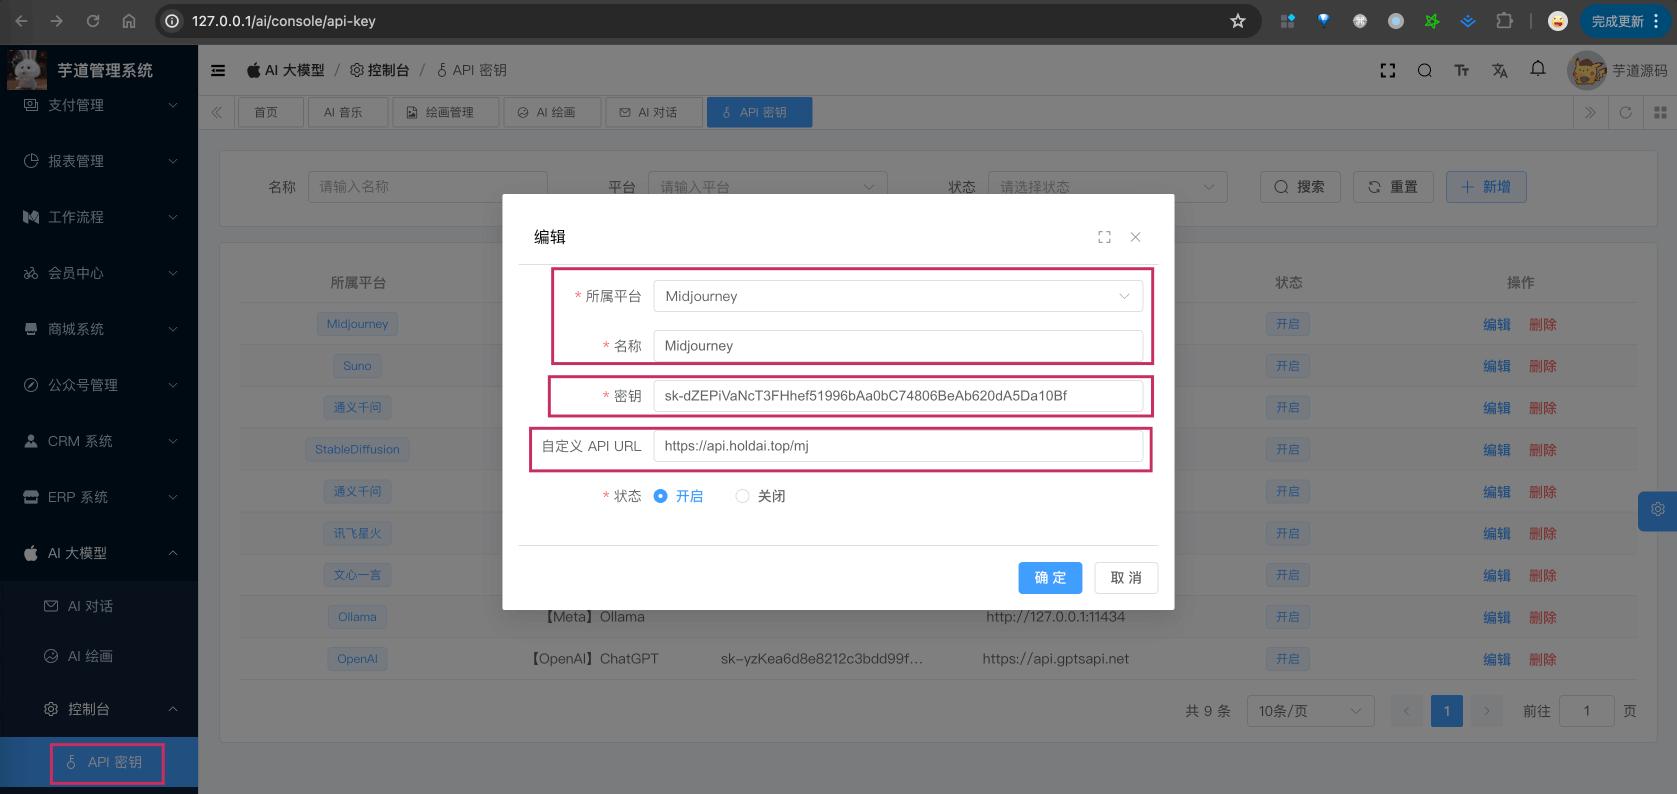 127.0.0.1/ai/console/api-key
完成更新
芋道管理系统
AI 大模型 / 控制台 / API 密钥
芋道源码
首页
AI 音乐
绘画管理
AI 绘画
AI 对话
API 密钥
支付管理
报表管理
工作流程
会员中心
商城系统
公众号管理
CRM 系统
ERP 系统
AI 大模型
AI 对话
AI 绘画
控制台
API 密钥
名称 请输入名称 平台 请输入平台 状态 请选择状态 搜索 重置 新增
所属平台 状态 操作
Midjourney 开启 编辑 删除
Suno 开启 编辑 删除
通义千问 开启 编辑 删除
StableDiffusion 开启 编辑 删除
通义千问 开启 编辑 删除
讯飞星火 开启 编辑 删除
文心一言 开启 编辑 删除
Ollama 【Meta】Ollama http://127.0.0.1:11434 开启 编辑 删除
OpenAI 【OpenAI】ChatGPT sk-yzKea6d8e8212c3bdd99f... https://api.gptsapi.net 开启 编辑 删除
共 9 条 10条/页 1 前往 1 页
编辑
* 所属平台 Midjourney
* 名称 Midjourney
* 密钥 sk-dZEPiVaNcT3FHhef51996bAa0bC74806BeAb620dA5Da10Bf
自定义 API URL https://api.holdai.top/mj
* 状态 开启 关闭
确定 取消